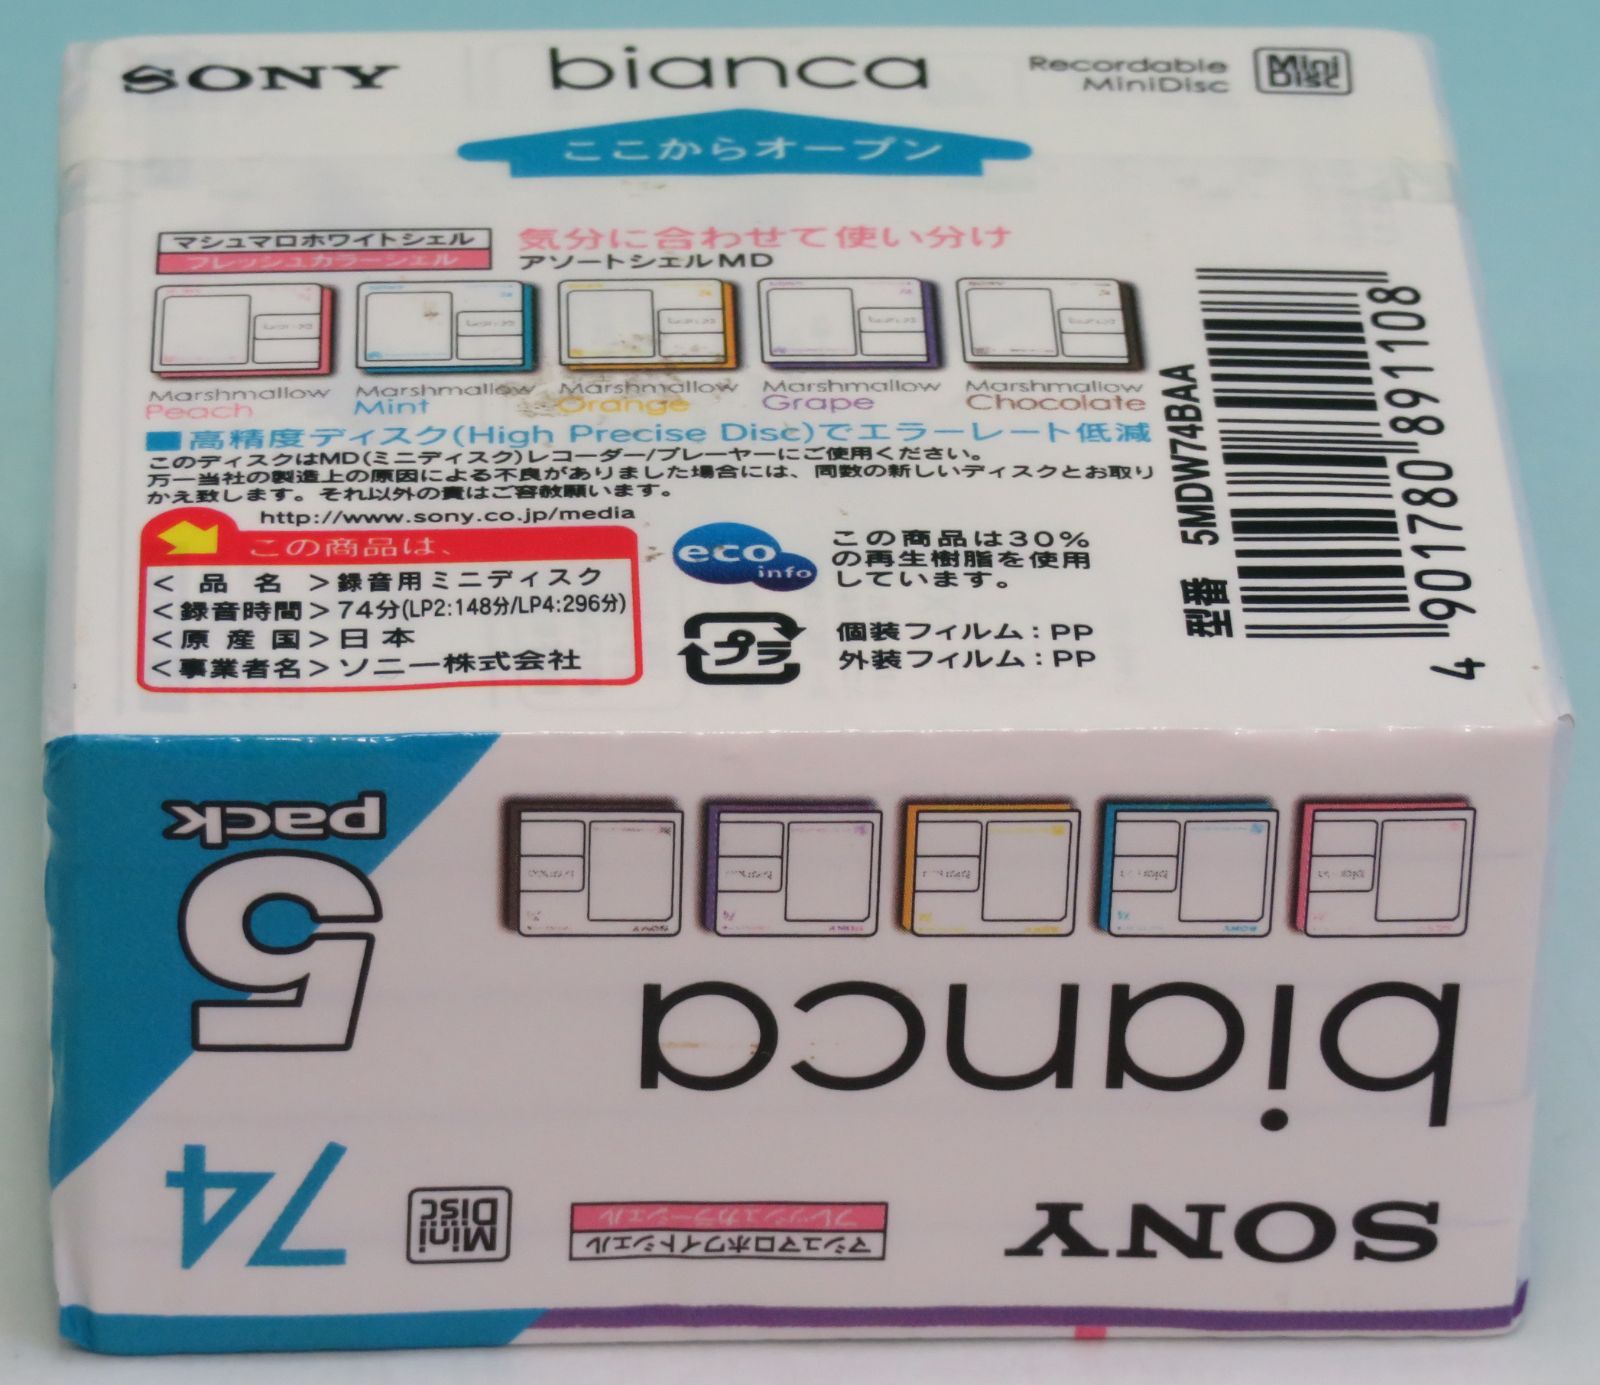 SONY
bianca
Recordable
MiniDisc
Mini
Disc
ここからオープン
マシュマロホワイトシェル
フレッシュカラーシェル
気分に合わせて使い分け
アソートシェルMD
Marshmallow
Peach
Marshmallow
Mint
Marshmallow
Orange
Marshmallow
Grape
Marshmallow
Chocolate
■高精度ディスク(High Precise Disc)でエラーレート低減
このディスクはMD(ミニディスク)レコーダー/プレーヤーにご使用ください。
万一当社の製造上の原因による不良がありました場合には、同数の新しいディスクとお取り
かえ致します。それ以外の責はご容赦願います。
http://www.sony.co.jp/media
この商品は、
<品名>録音用ミニディスク
<録音時間>74分(LP2:148分/LP4:296分)
<原産国>日本
<事業者名>ソニー株式会社
eco
info
この商品は30%
の再生樹脂を使用
しています。
プラ
個装フィルム:PP
外装フィルム:PP
型番 5MDW74BAA
4 901780 891108
SONY
マシュマロホワイトシェル
フレッシュカラーシェル
Mini
Disc
74
bianca
5
pack